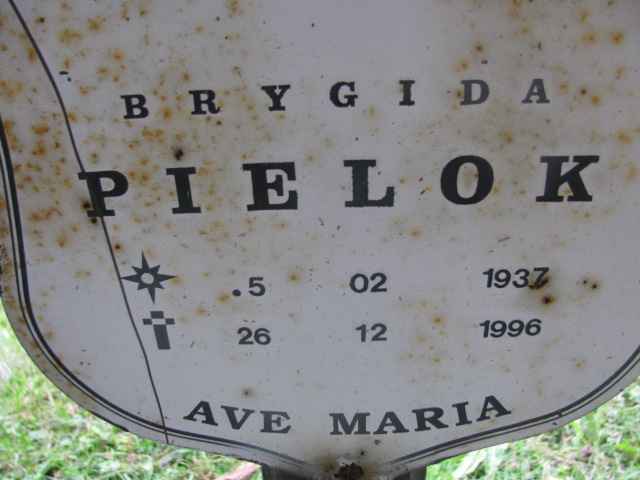 BRYGIDA
PIELOK
.5 02 1937
26 12 1996
AVE MARIA